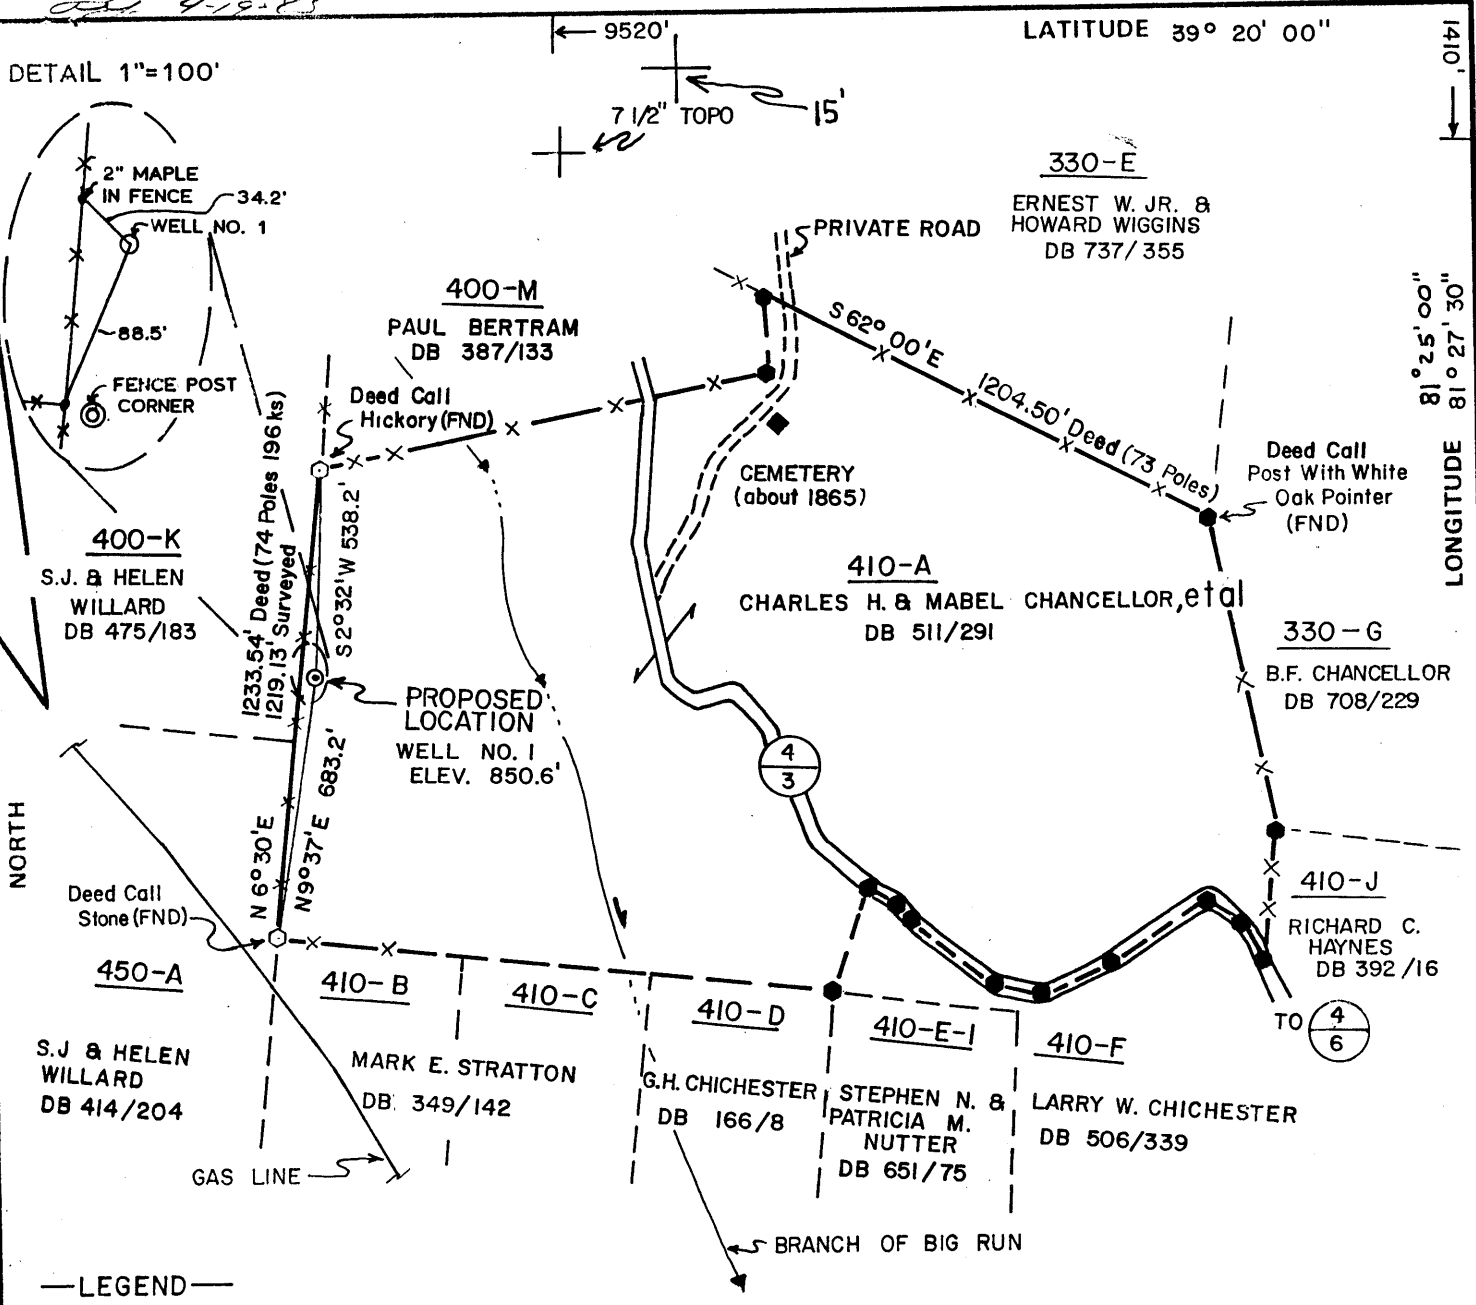 4-19-83
9520'
LATITUDE 39° 20' 00"
1410'
DETAIL 1"=100'
15'
7 1/2" TOPO
2" MAPLE
IN FENCE
34.2'
WELL NO. 1
88.5'
FENCE POST
CORNER
330-E
ERNEST W. JR. &
HOWARD WIGGINS
DB 737/355
PRIVATE ROAD
400-M
PAUL BERTRAM
DB 387/133
S 62° 00' E
1204.50' Deed (73 Poles)
81° 25' 00"
81° 27' 30"
LONGITUDE
Deed Call
Hickory (FND)
Deed Call
Post With White
Oak Pointer
(FND)
CEMETERY
(about 1865)
400-K
S.J. & HELEN
WILLARD
DB 475/183
1233.54' Deed (74 Poles 196 ks)
1219.13' Surveyed
S2° 32' W 538.2'
410-A
CHARLES H. & MABEL CHANCELLOR, etal
DB 511/291
330-G
B.F. CHANCELLOR
DB 708/229
PROPOSED
LOCATION
WELL NO. 1
ELEV. 850.6'
4
3
NORTH
N 6° 30' E
N9° 37' E 683.2'
Deed Call
Stone (FND)
410-J
RICHARD C.
HAYNES
DB 392/16
450-A
410-B
410-C
410-D
410-E-1
410-F
TO 4
6
S.J & HELEN
WILLARD
DB 414/204
MARK E. STRATTON
DB: 349/142
G.H. CHICHESTER
DB 166/8
STEPHEN N. &
PATRICIA M.
NUTTER
DB 651/75
LARRY W. CHICHESTER
DB 506/339
GAS LINE
BRANCH OF BIG RUN
—LEGEND—